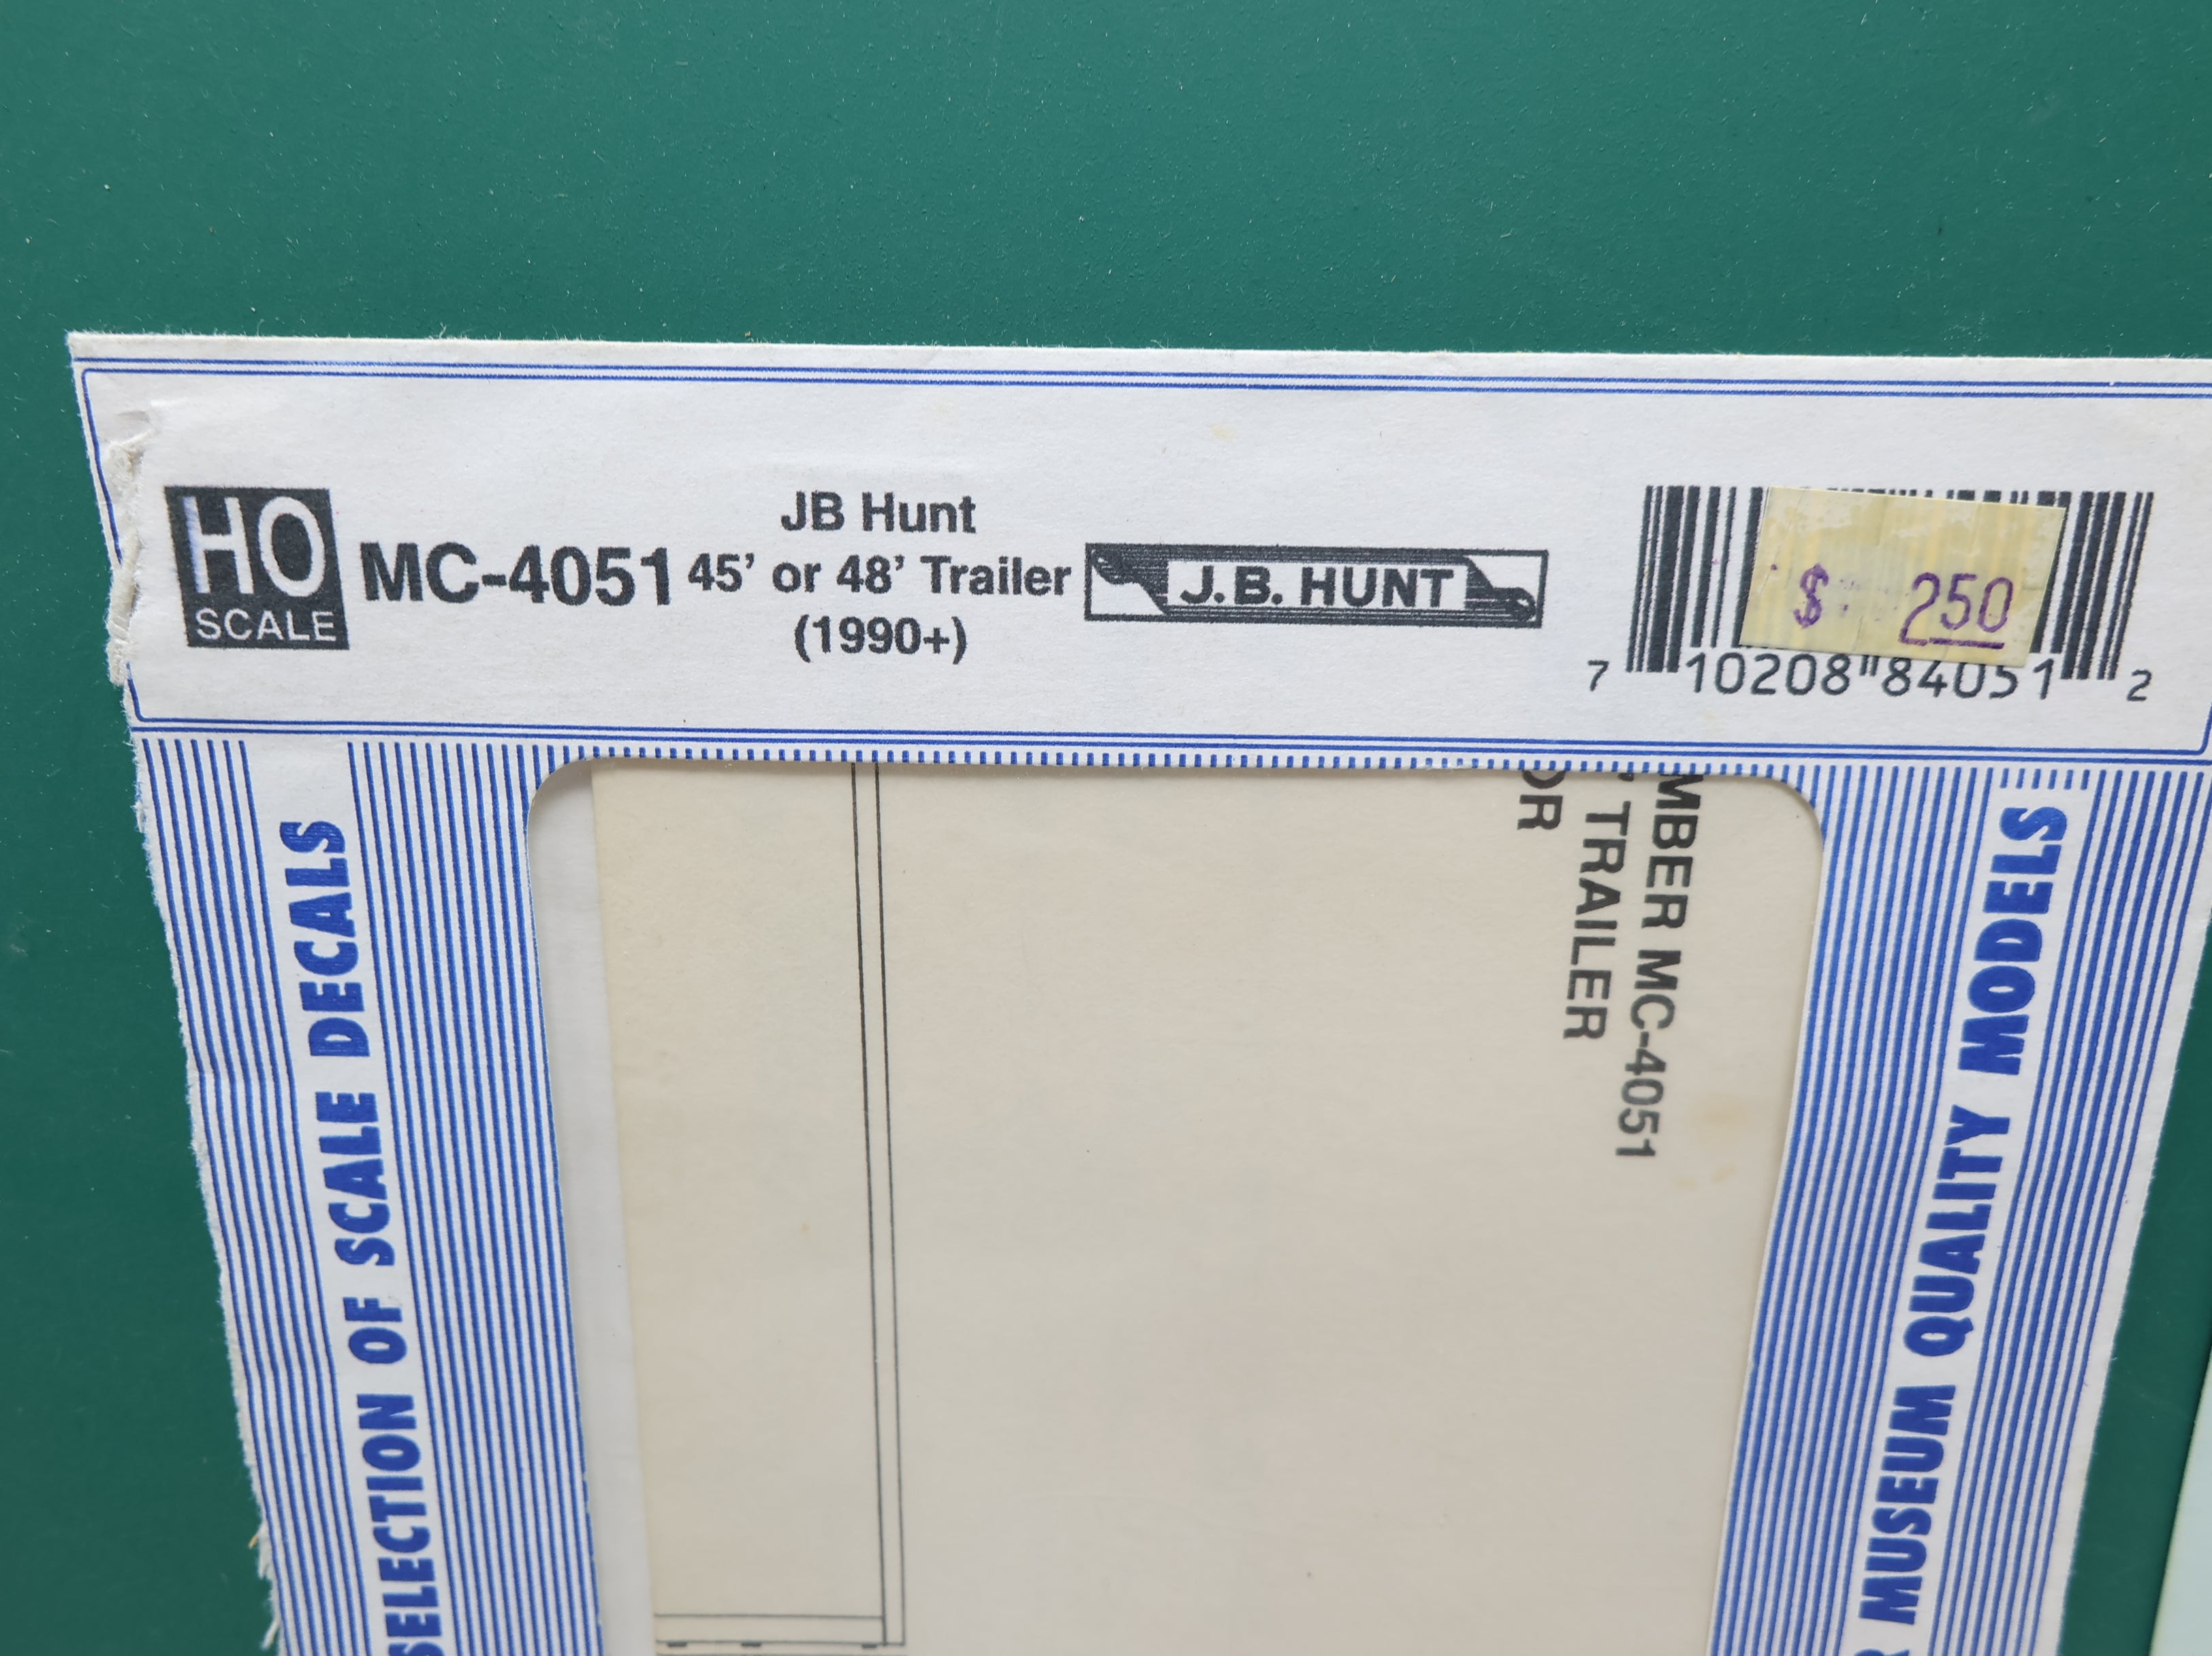 HO
SCALE
MC-4051
JB Hunt
45' or 48' Trailer
(1990+)
J.B. HUNT
$ 250
7 10208 84051 2
SELECTION OF SCALE DECALS
MBER MC-4051
' TRAILER
OR
R MUSEUM QUALITY MODELS